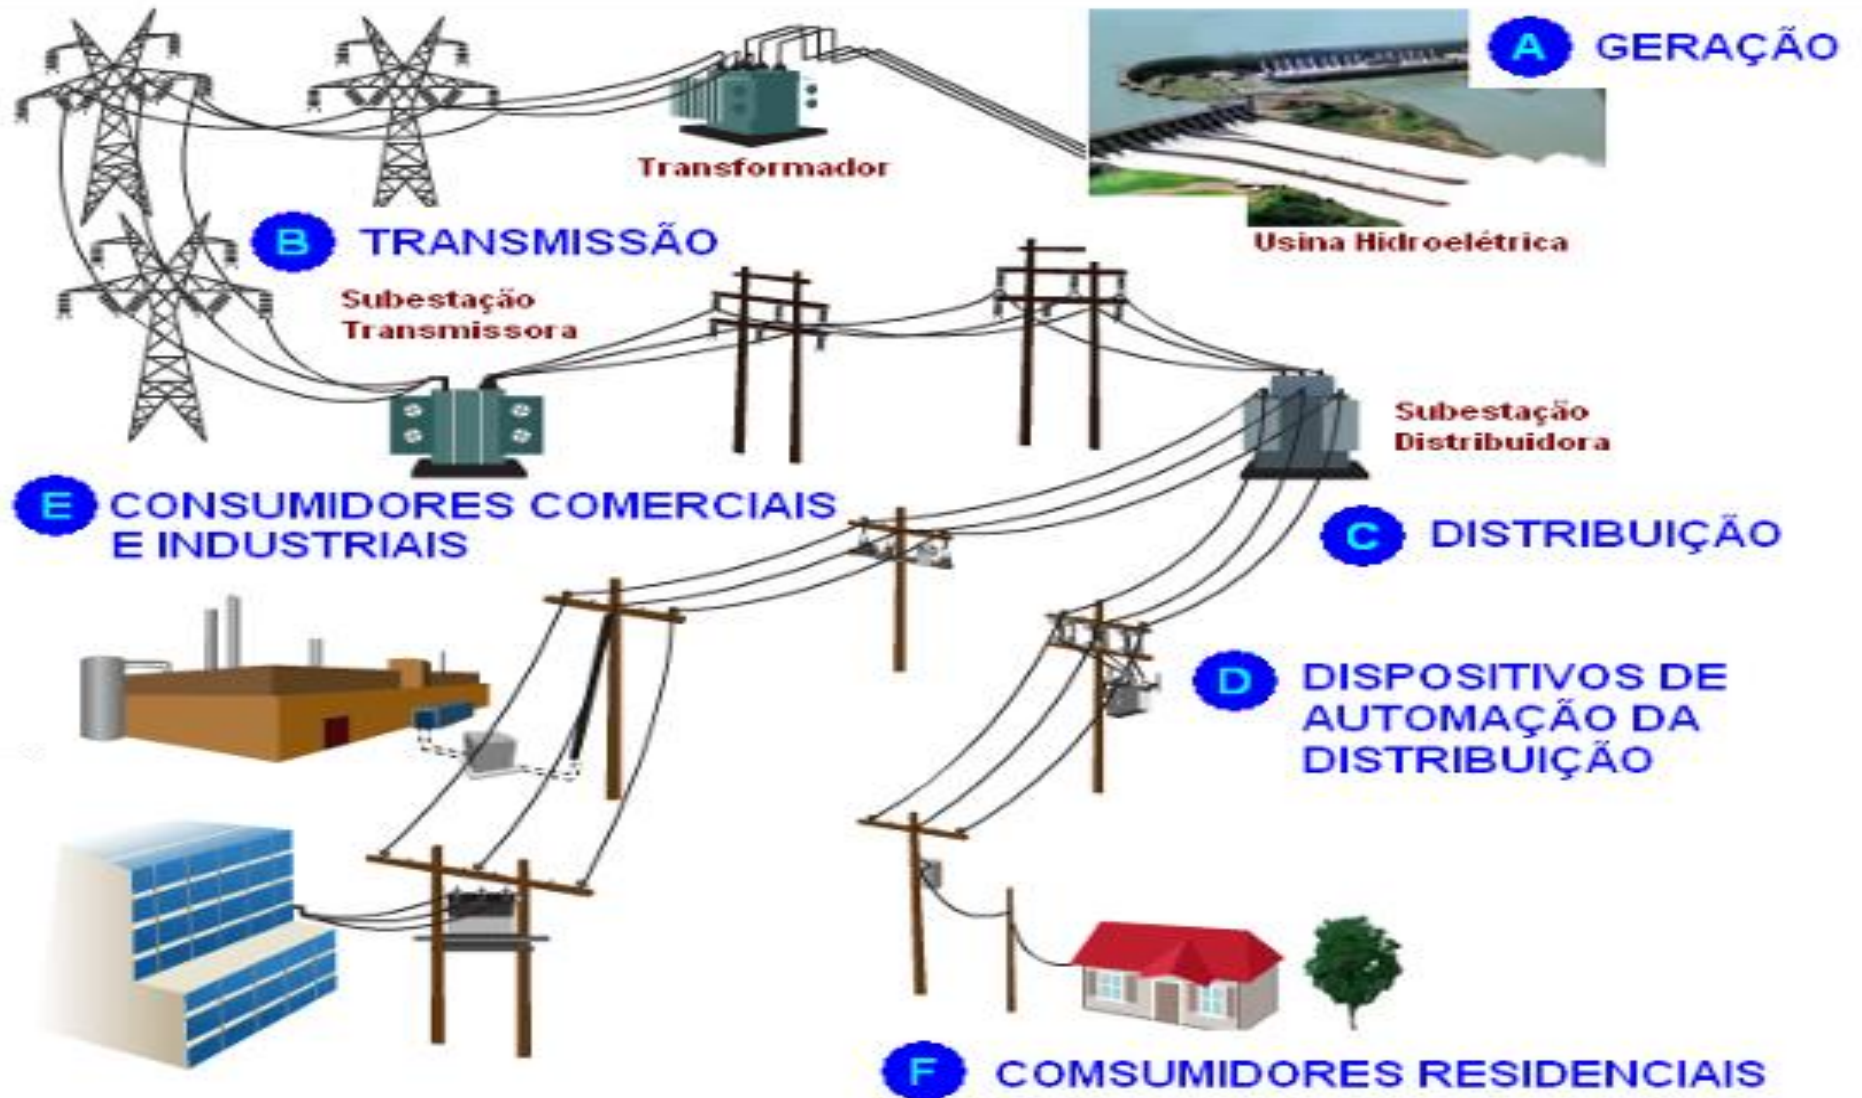 A GERAÇÃO
Transformador
B TRANSMISSÃO
Usina Hidroelétrica
Subestação
Transmissora
Subestação
Distribuidora
E CONSUMIDORES COMERCIAIS
E INDUSTRIAIS
C DISTRIBUIÇÃO
D DISPOSITIVOS DE
AUTOMAÇÃO DA
DISTRIBUIÇÃO
F COMSUMIDORES RESIDENCIAIS